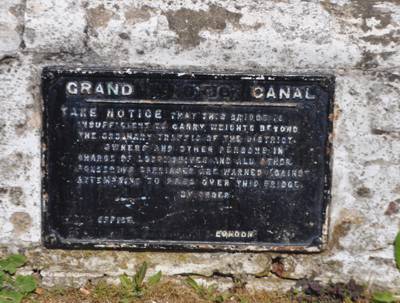 GRAND JUNCTION CANAL
TAKE NOTICE THAT THIS BRIDGE IS
INSUFFICIENT TO CARRY WEIGHTS BEYOND
THE ORDINARY TRAFFIC OF THE DISTRICT
OWNERS AND OTHER PERSONS IN
CHARGE OF LOCOMOTIVES AND ALL OTHER
PONDEROUS CARRIAGES ARE WARNED AGAINST
ATTEMPTING TO PASS OVER THIS BRIDGE.
BY ORDER.
OFFICE
LONDON